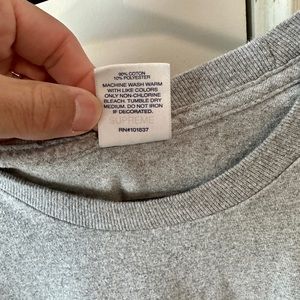 90% COTTON
10% POLYESTER
MACHINE WASH WARM
WITH LIKE COLORS
ONLY NON-CHLORINE
BLEACH. TUMBLE DRY
MEDIUM. DO NOT IRON
IF DECORATED.
SUPREME
RN#101837